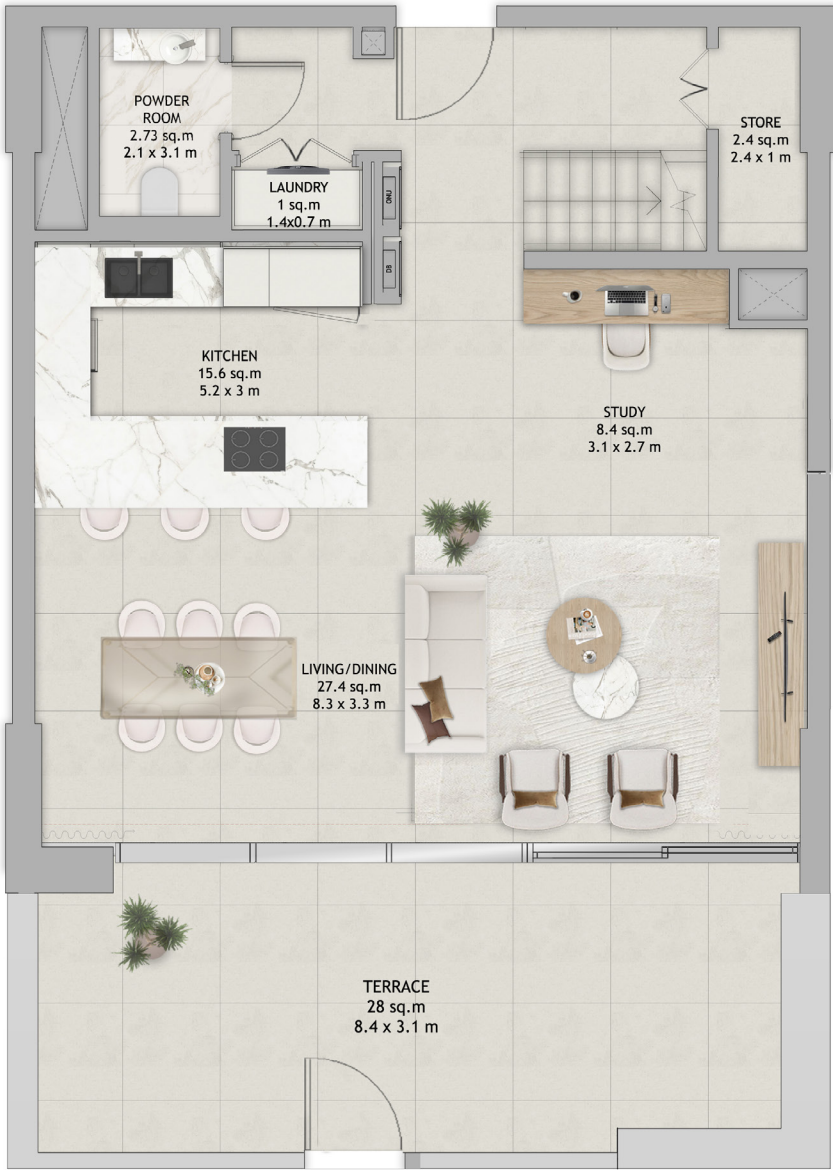 POWDER
ROOM
2.73 sq.m
2.1 x 3.1 m
STORE
2.4 sq.m
2.4 x 1 m
LAUNDRY
1 sq.m
1.4x0.7 m
ONU
DB
KITCHEN
15.6 sq.m
5.2 x 3 m
STUDY
8.4 sq.m
3.1 x 2.7 m
LIVING/DINING
27.4 sq.m
8.3 x 3.3 m
TERRACE
28 sq.m
8.4 x 3.1 m